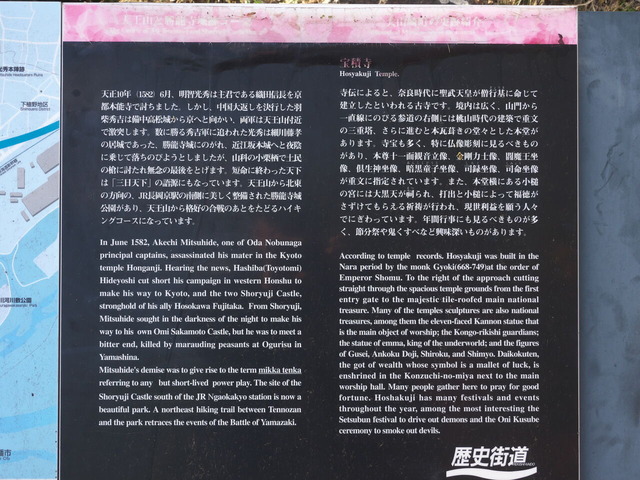 天王山と勝龍寺城跡
宝積寺
Hosyakuji Temple.
天正10年（1582）6月、明智光秀は主君である織田信長を京
都本能寺で討ちました。しかし、中国大返しを決行した羽
柴秀吉は備中高松城から京へと向かい、両軍は天王山付近
で激突します。数に勝る秀吉軍に追われた光秀は細川藤孝
の居城であった、勝龍寺城にのがれ、近江坂本城へと夜陰
に乗じて落ちのびようとしましたが、山科の小栗栖で土民
の槍に討たれ無念の最後をとげます。短命に終わった天下
は「三日天下」の語源にもなっています。天王山から北東
の方向の、JR長岡京駅の南側に美しく整備された勝龍寺城
公園があり、天王山から格好の合戦のあとをたどるハイキ
ングコースになっています。
In June 1582, Akechi Mitsuhide, one of Oda Nobunaga
principal captains, assassinated his mater in the Kyoto
temple Honganji. Hearing the news, Hashiba(Toyotomi)
Hideyoshi cut short his campaign in western Honshu to
make his way to Kyoto, and the two Shoryuji Castle,
stronghold of his ally Hosokawa Fujitaka. From Shoryuji,
Mitsuhide sought in the darkness of the night to make his
way to his own Omi Sakamoto Castle, but he was to meet a
bitter end, killed by marauding peasants at Ogurisu in
Yamashina.
Mitsuhide's demise was to give rise to the term mikka tenka
referring to any but short-lived power play. The site of the
Shoryuji Castle south of the JR Ngaokakyo station is now a
beautiful park. A northeast hiking trail between Tennozan
and the park retraces the events of the Battle of Yamazaki.
寺伝によると、奈良時代に聖武天皇が僧行基に命じて
建立したといわれる古寺です。境内は広く、山門から
一直線にのびる参道の右側には桃山時代の建築で重文
の三重塔、さらに進むと本瓦葺きの堂々とした本堂が
あります。寺宝も多く、特に仏像彫刻に見るべきもの
があり、本尊十一面観音立像、金剛力士像、閻魔王坐
像、倶生神坐像、暗黒童子坐像、司録坐像、司命坐像
が重文に指定されています。また、本堂横にある小槌
の宮には大黒天が祠られ、打出と小槌によって福徳が
さずけてもらえる祈祷が行われ、現世利益を願う人々
でにぎわっています。年間行事にも見るべきものが多
く、節分祭や鬼くすべなど興味深いものがあります。
According to temple records. Hosyakuji was built in the
Nara period by the monk Gyoki(668-749)at the order of
Emperor Shomu. To the right of the approach cutting
straight through the spacious temple grounds from the first
entry gate to the majestic tile-roofed main national
treasure. Many of the temples sculptures are also national
treasures, among them the eleven-faced Kannon statue that
is the main object of worship; the Kongo-rikishi guardians;
the statue of emma, king of the underworld; and the figures
of Gusei, Ankoku Doji, Shiroku, and Shimyo. Daikokuten,
the got of wealth whose symbol is a mallet of luck, is
enshrined in the Konzuchi-no-miya next to the main
worship hall. Many people gather here to pray for good
fortune. Hoshakuji has many festivals and events
throughout the year, among the most interesting the
Setsubun festival to drive out demons and the Oni Kusube
ceremony to smoke out devils.
歴史街道
光秀本陣跡
下植野地区